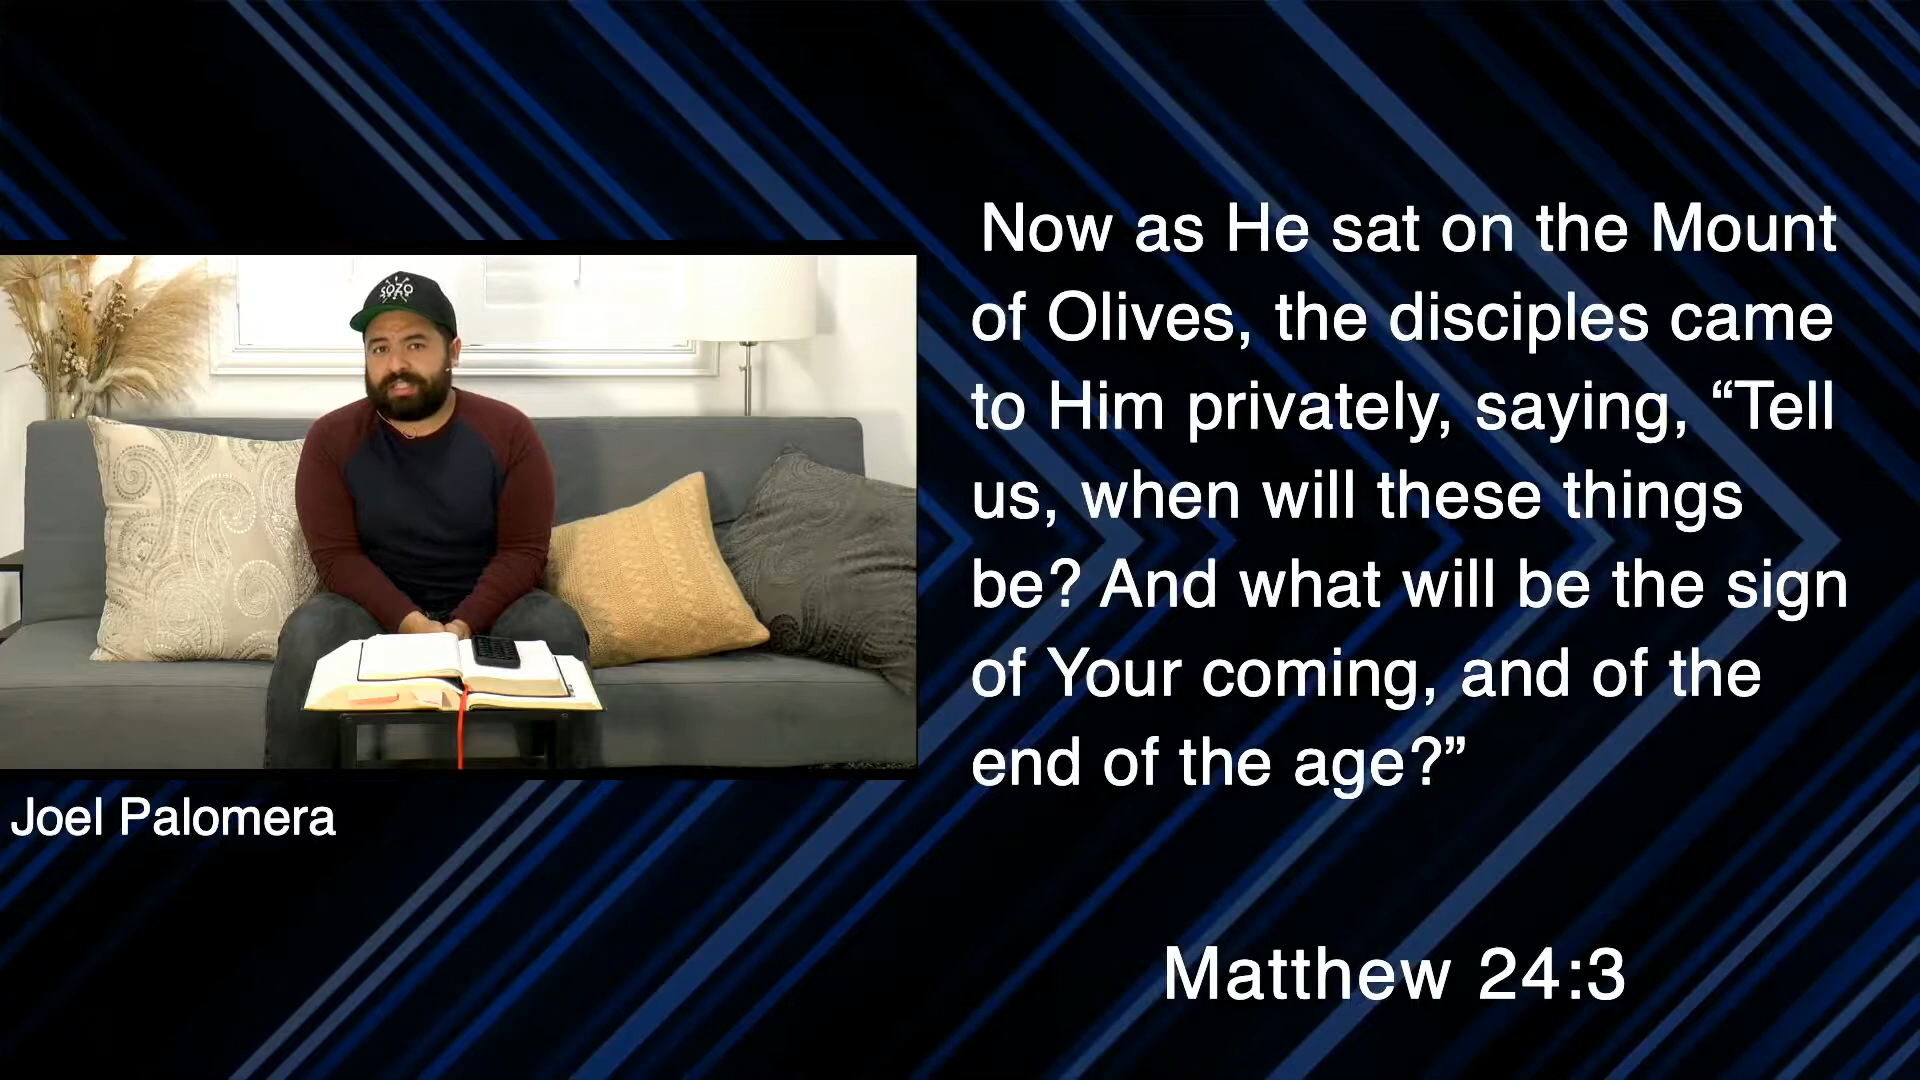 SOZO
Now as He sat on the Mount
of Olives, the disciples came
to Him privately, saying, “Tell
us, when will these things
be? And what will be the sign
of Your coming, and of the
end of the age?”
Joel Palomera
Matthew 24:3